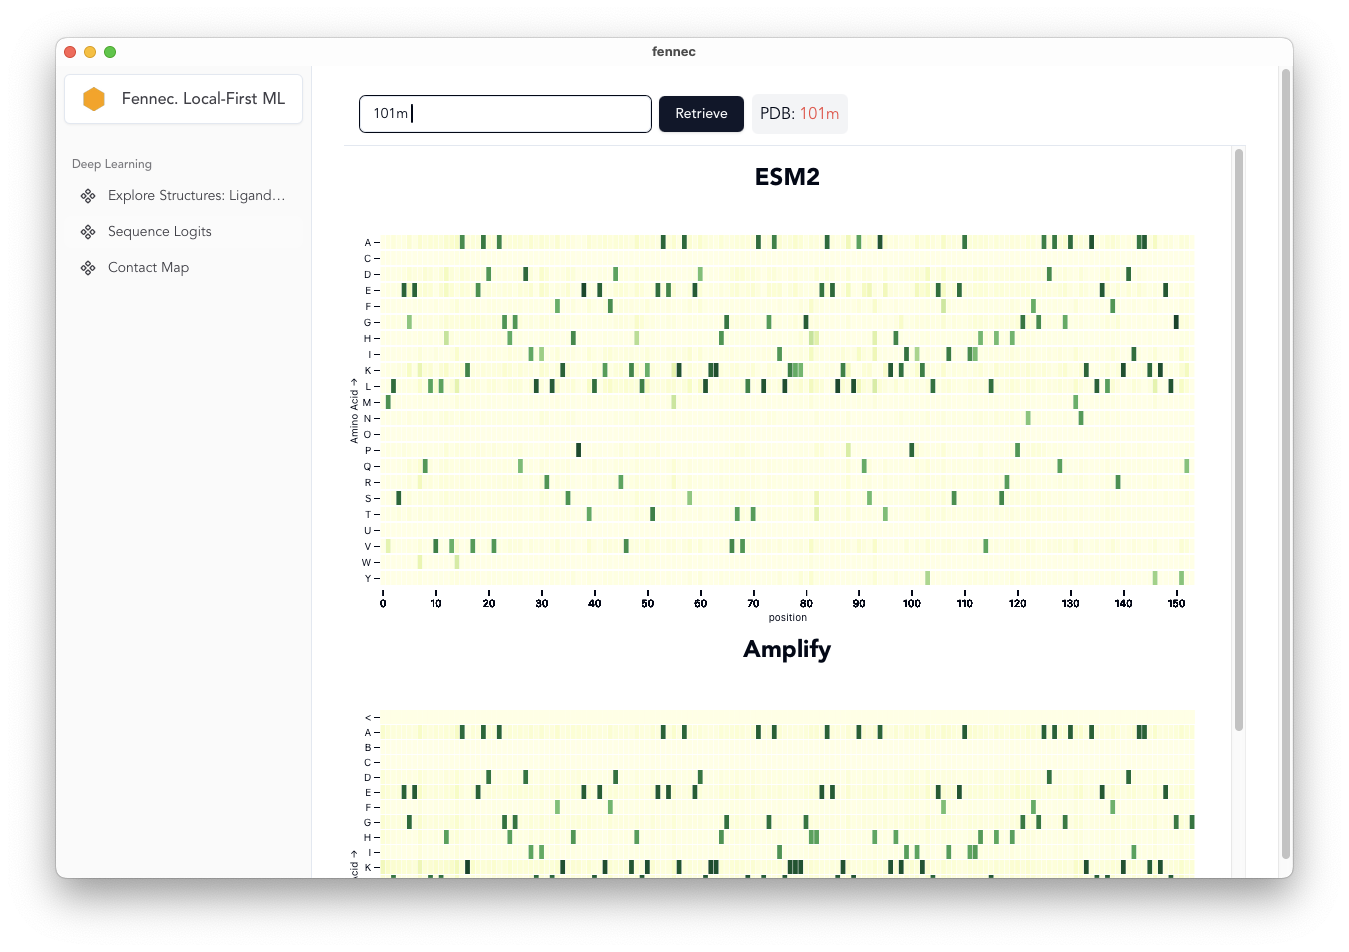 fennec
Fennec. Local-First ML
101m
Retrieve
PDB: 101m
Deep Learning
Explore Structures: Ligand…
Sequence Logits
Contact Map
ESM2
A
C
D
E
F
G
H
I
K
L
M
N
O
P
Q
R
S
T
U
V
W
Y
Amino Acid →
0 10 20 30 40 50 60 70 80 90 100 110 120 130 140 150
position
Amplify
<
A
B
C
D
E
F
G
H
I
K
cid →